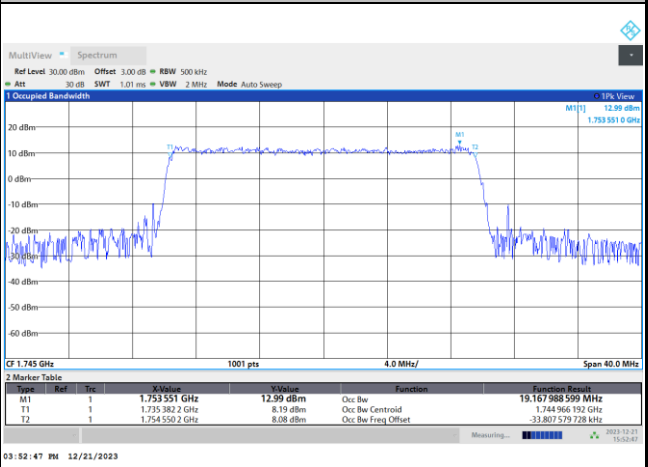 MultiView Spectrum
Ref Level 30.00 dBm Offset 3.00 dB RBW 500 kHz
Att 30 dB SWT 1.01 ms VBW 2 MHz Mode Auto Sweep
1 Occupied Bandwidth 1Pk View
M1[1] 12.99 dBm
1.753 551 0 GHz
20 dBm
M1
T1 T2
10 dBm
0 dBm
-10 dBm
-20 dBm
-30 dBm
-40 dBm
-50 dBm
-60 dBm
CF 1.745 GHz 1001 pts 4.0 MHz/ Span 40.0 MHz
2 Marker Table
Type Ref Trc X-Value Y-Value Function Function Result
M1 1 1.753 551 GHz 12.99 dBm Occ Bw 19.167 988 599 MHz
T1 1 1.735 382 2 GHz 8.19 dBm Occ Bw Centroid 1.744 966 192 GHz
T2 1 1.754 550 2 GHz 8.08 dBm Occ Bw Freq Offset -33.807 579 728 kHz
Measuring... 2023-12-21
15:52:47
03:52:47 PM 12/21/2023